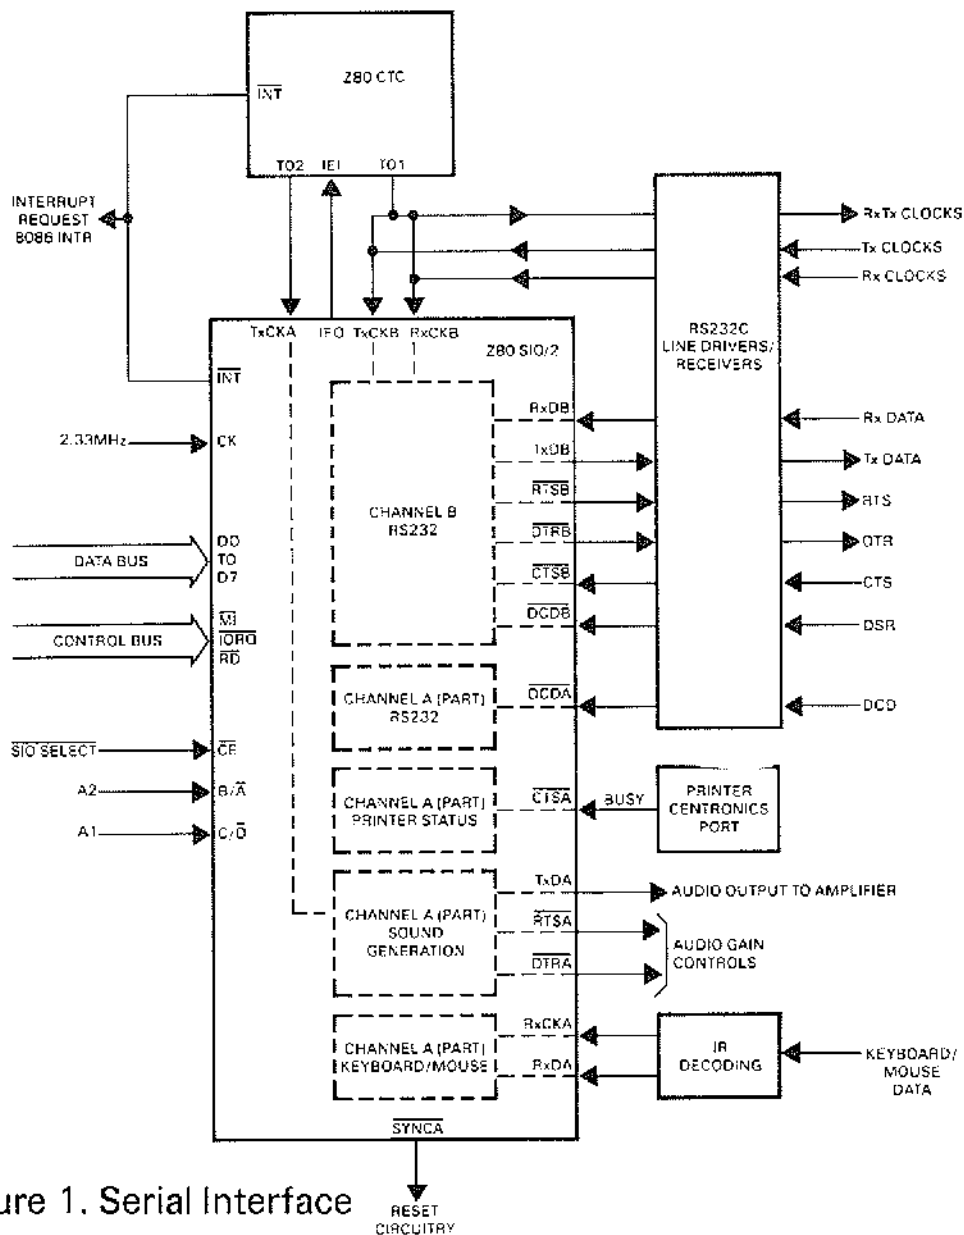 Z80 CTC
INT
TO2 IEI TO1
INTERRUPT
REQUEST
8086 INTR
RxTx CLOCKS
Tx CLOCKS
Rx CLOCKS
RS232C
LINE DRIVERS/
RECEIVERS
TxCKA IEO TxCKB RxCKB
Z80 SIO/2
INT
2.33MHz
CK
RxDB
Rx DATA
TxDB
Tx DATA
CHANNEL B
RS232
RTSB
RTS
DTRB
DTR
CTSB
CTS
DCDB
DSR
DATA BUS
D0
TO
D7
CONTROL BUS
M1
IORQ
RD
CHANNEL A (PART)
RS232
DCDA
DCD
SIO SELECT
CE
A2
B/A
A1
C/D
CHANNEL A (PART)
PRINTER STATUS
CTSA
BUSY
PRINTER
CENTRONICS
PORT
CHANNEL A (PART)
SOUND
GENERATION
TxDA
AUDIO OUTPUT TO AMPLIFIER
RTSA
DTRA
AUDIO GAIN
CONTROLS
CHANNEL A (PART)
KEYBOARD/MOUSE
RxCKA
RxDA
IR
DECODING
KEYBOARD/
MOUSE
DATA
SYNCA
RESET
CIRCUITRY
ure 1. Serial Interface